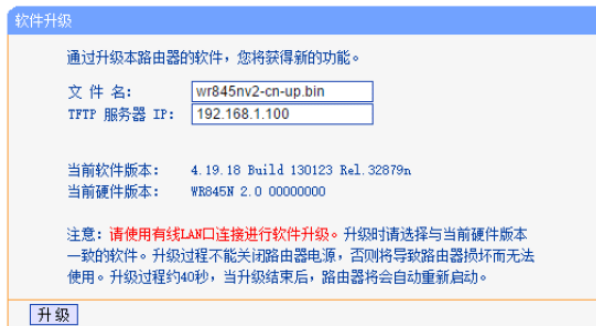 软件升级
通过升级本路由器的软件，您将获得新的功能。
文 件 名： wr845nv2-cn-up.bin
TFTP 服务器 IP： 192.168.1.100
当前软件版本： 4.19.18 Build 130123 Rel.32879n
当前硬件版本： WR845N 2.0 00000000
注意：请使用有线LAN口连接进行软件升级。升级时请选择与当前硬件版本
一致的软件。升级过程不能关闭路由器电源，否则将导致路由器损坏而无法
使用。升级过程约40秒，当升级结束后，路由器将会自动重新启动。
升 级